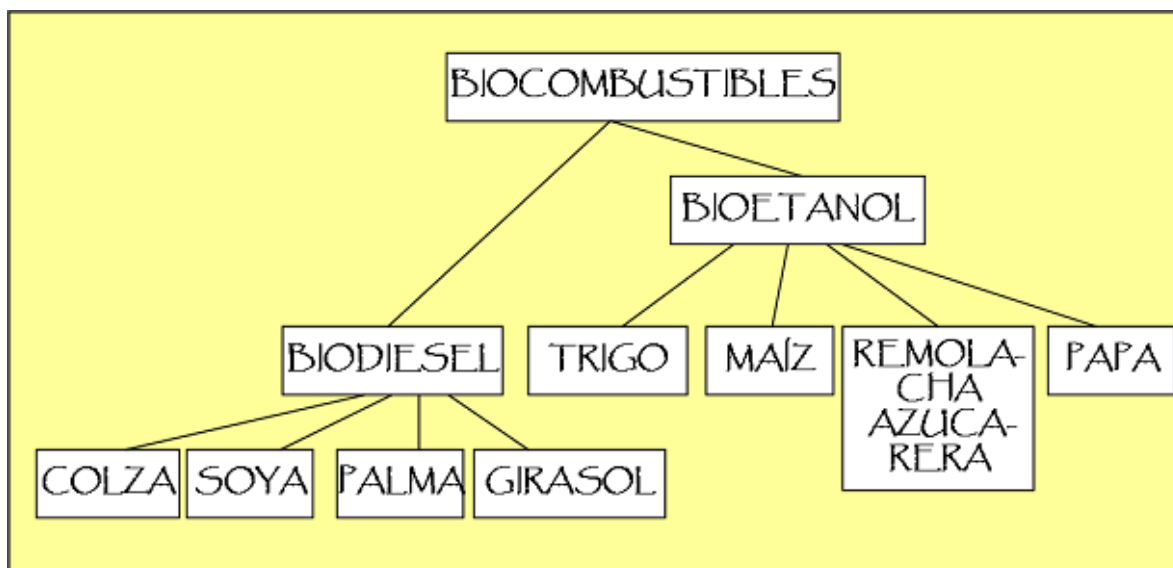 BIOCOMBUSTIBLES
BIOETANOL
BIODIESEL
TRIGO
MAÍZ
REMOLA-
CHA
AZUCA-
RERA
PAPA
COLZA
SOYA
PALMA
GIRASOL